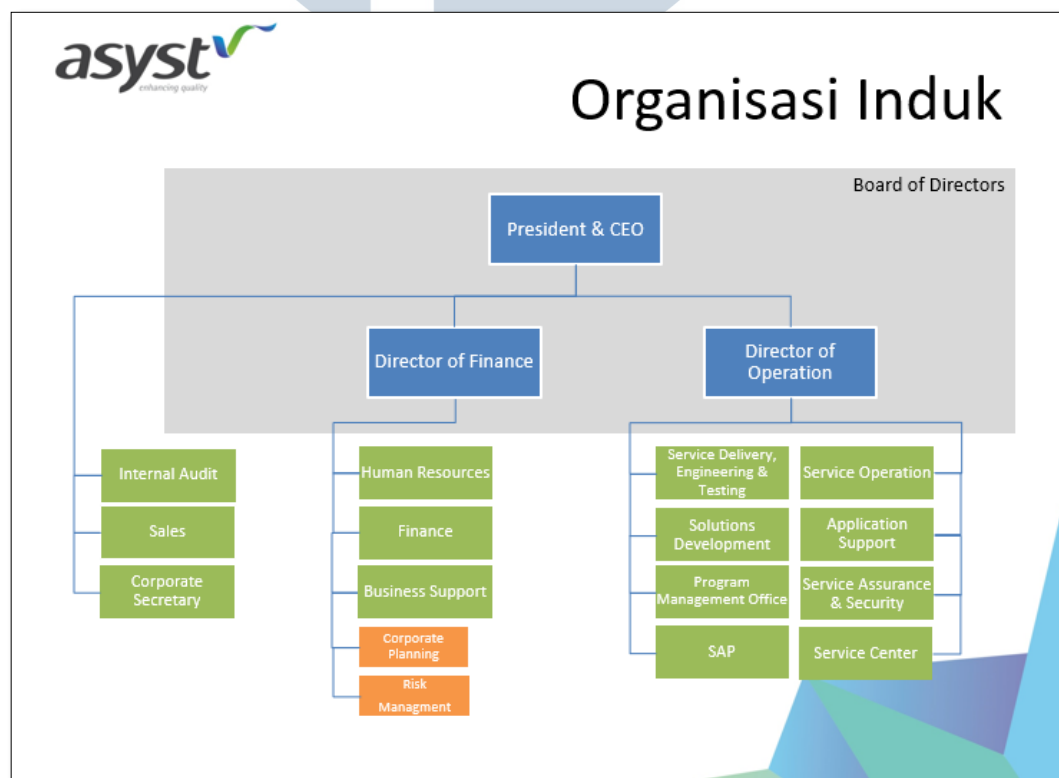 asyst
enhancing quality
Organisasi Induk
Board of Directors
President & CEO
Director of Finance
Director of
Operation
Internal Audit
Sales
Corporate
Secretary
Human Resources
Finance
Business Support
Corporate
Planning
Risk
Managment
Service Delivery,
Engineering &
Testing
Solutions
Development
Program
Management Office
SAP
Service Operation
Application
Support
Service Assurance
& Security
Service Center